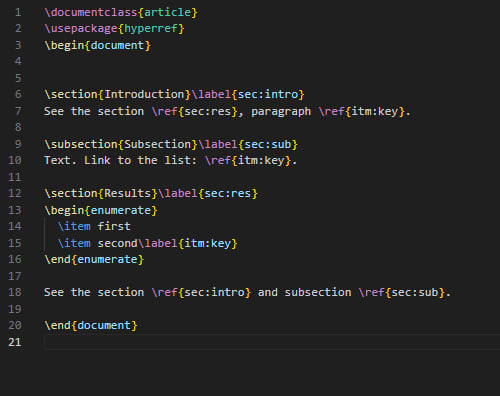 1 \documentclass{article}
2 \usepackage{hyperref}
3 \begin{document}
4
5
6 \section{Introduction}\label{sec:intro}
7 See the section \ref{sec:res}, paragraph \ref{itm:key}.
8
9 \subsection{Subsection}\label{sec:sub}
10 Text. Link to the list: \ref{itm:key}.
11
12 \section{Results}\label{sec:res}
13 \begin{enumerate}
14   \item first
15   \item second\label{itm:key}
16 \end{enumerate}
17
18 See the section \ref{sec:intro} and subsection \ref{sec:sub}.
19
20 \end{document}
21